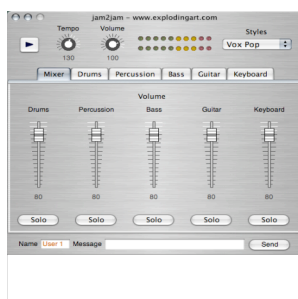 jam2jam - www.explodingart.com
Tempo Volume Styles
Vox Pop
130 100
Mixer Drums Percussion Bass Guitar Keyboard
Volume
Drums Percussion Bass Guitar Keyboard
80 80 80 80 80
Solo Solo Solo Solo Solo
Name User 1 Message Send